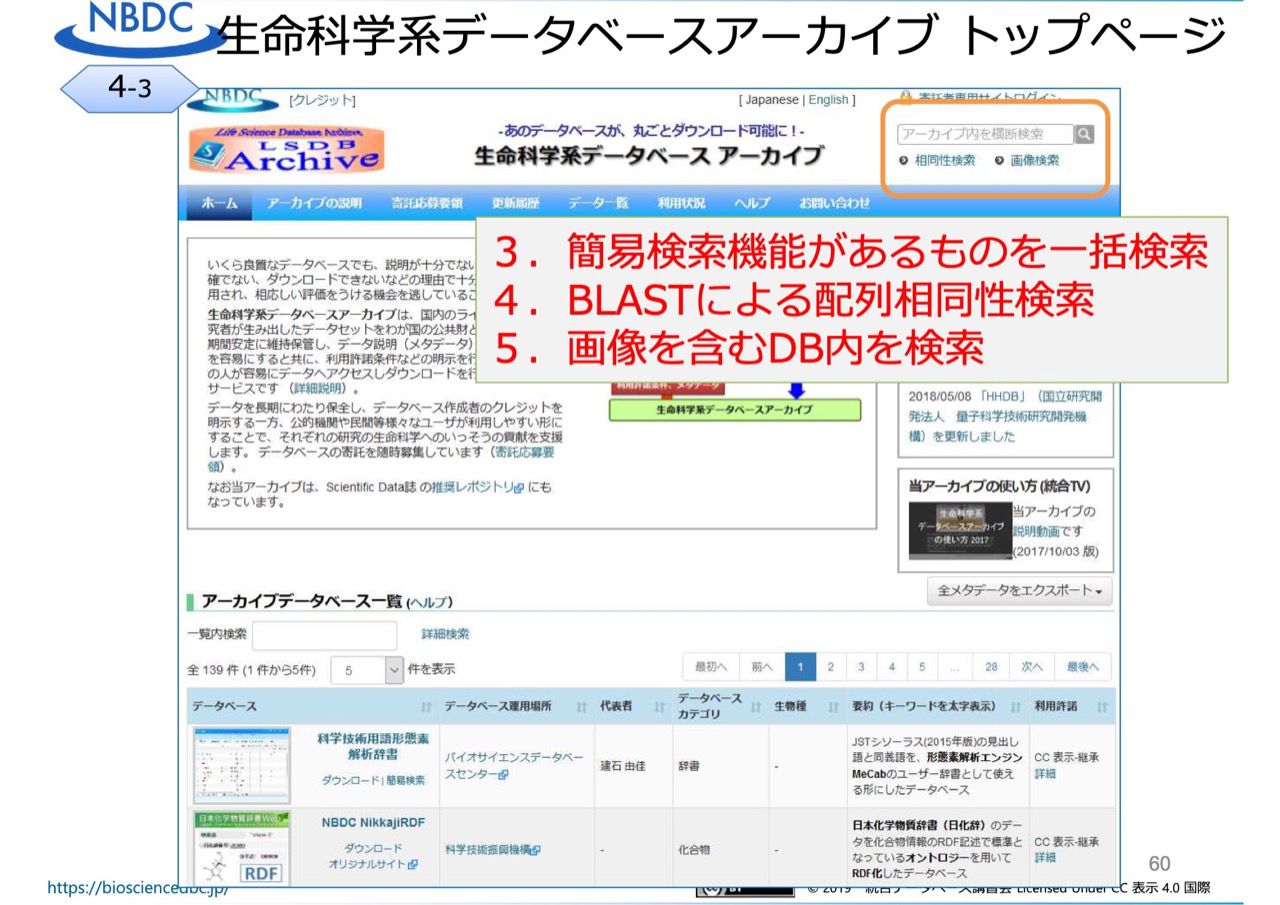 NBDC
生命科学系データベースアーカイブ トップページ
4-3
NBDC
[クレジット]
[ Japanese | English ]
寄託者専用サイトログイン
Life Science Database Archive
LSDB
Archive
-あのデータベースが、丸ごとダウンロード可能に！-
生命科学系データベース アーカイブ
アーカイブ内を横断検索
相同性検索 画像検索
ホーム アーカイブの説明 寄託応募要領 更新履歴 データ一覧 利用状況 ヘルプ お問い合わせ
３．簡易検索機能があるものを一括検索
４．BLASTによる配列相同性検索
５．画像を含むDB内を検索
いくら良質なデータベースでも、説明が十分でない
確でない、ダウンロードできないなどの理由で十分
用され、相応しい評価をうける機会を逃しているこ
生命科学系データベースアーカイブは、国内のライ
究者が生み出したデータセットをわが国の公共財と
期間安定に維持保管し、データ説明（メタデータ）
を容易にすると共に、利用許諾条件などの明示を行
の人が容易にデータへアクセスしダウンロードを行
サービスです （詳細説明）。
データを長期にわたり保全し、データベース作成者のクレジットを
明示する一方、公的機関や民間等様々なユーザが利用しやすい形に
することで、それぞれの研究の生命科学へのいっそうの貢献を支援
します。 データベースの寄託を随時募集しています（寄託応募要
領）。
なお当アーカイブは、Scientific Data誌 の推奨レポジトリ にも
なっています。
利用許諾条件、メタデータ
生命科学系データベースアーカイブ
2018/05/08 「HHDB」（国立研究開
発法人 量子科学技術研究開発機
構）を更新しました
当アーカイブの使い方 (統合TV)
生命科学系
データベースアーカイブ
の使い方 2017
当アーカイブの
説明動画です
(2017/10/03 版)
全メタデータをエクスポート
アーカイブデータベース一覧 (ヘルプ)
一覧内検索 詳細検索
全 139 件 (1 件から5件) 5 件を表示
最初へ 前へ 1 2 3 4 5 ... 28 次へ 最後へ
データベース データベース運用場所 代表者 データベースカテゴリ 生物種 要約（キーワードを太字表示） 利用許諾
科学技術用語形態素
解析辞書
ダウンロード | 簡易検索
バイオサイエンスデータベー
スセンター
建石 由佳
辞書
-
JSTシソーラス(2015年版)の見出し
語と同義語を、形態素解析エンジン
MeCabのユーザー辞書として使え
る形にしたデータベース
CC 表示-継承
詳細
日本化学物質辞書Web
RDF
NBDC NikkajiRDF
ダウンロード
オリジナルサイト
科学技術振興機構
-
化合物
-
日本化学物質辞書（日化辞）のデー
タを化合物情報のRDF記述で標準と
なっているオントロジーを用いて
RDF化したデータベース
CC 表示-継承
詳細
60
https://biosciencedbc.jp/
© 2019 統合データベース講習会 Licensed Under CC 表示 4.0 国際